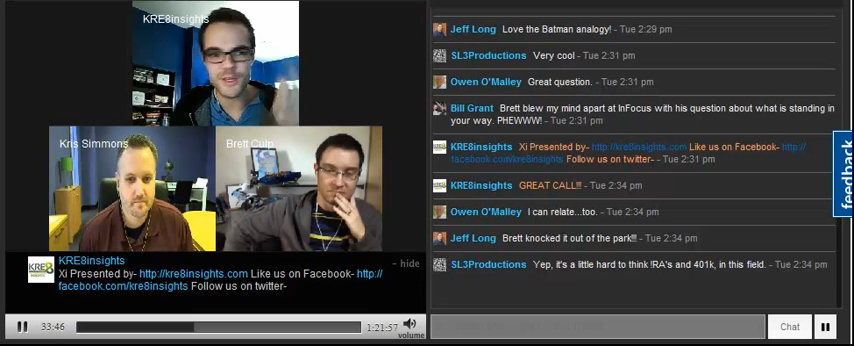 KRE8insights
Kris Simmons
Brett Culp
KRE8insights
Xi Presented by- http://kre8insights.com Like us on Facebook- http://
facebook.com/kre8insights Follow us on twitter-
– hide
33:46
1:21:57
volume
Jeff Long Love the Batman analogy! - Tue 2:29 pm
SL3Productions Very cool - Tue 2:31 pm
Owen O'Malley Great question. - Tue 2:31 pm
Bill Grant Brett blew my mind apart at InFocus with his question about what is standing in
your way. PHEWWW! - Tue 2:31 pm
KRE8insights Xi Presented by- http://kre8insights.com Like us on Facebook- http://
facebook.com/kre8insights Follow us on twitter- - Tue 2:31 pm
KRE8insights GREAT CALL!!! - Tue 2:34 pm
Owen O'Malley I can relate...too. - Tue 2:34 pm
Jeff Long Brett knocked it out of the park!!! - Tue 2:34 pm
SL3Productions Yep, it's a little hard to think !RA's and 401k, in this field. - Tue 2:34 pm
Chat
feedback